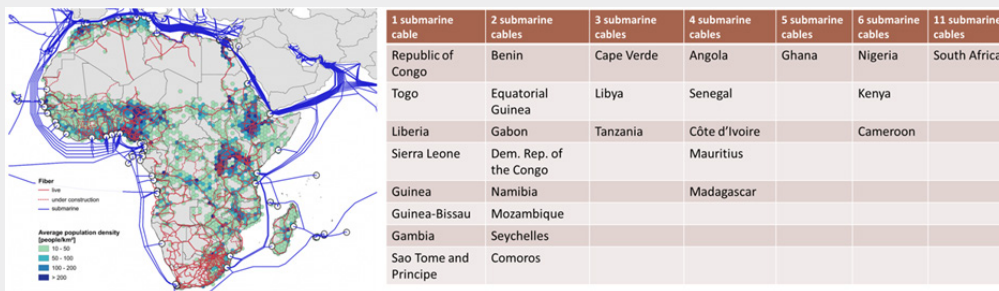 Fiber
live
under construction
submarine
Average population density
[people/km²]
10 - 50
50 - 100
100 - 200
> 200
1 submarine cable
2 submarine cables
3 submarine cables
4 submarine cables
5 submarine cables
6 submarine cables
11 submarine cables
Republic of Congo
Benin
Cape Verde
Angola
Ghana
Nigeria
South Africa
Togo
Equatorial Guinea
Libya
Senegal
Kenya
Liberia
Gabon
Tanzania
Côte d'Ivoire
Cameroon
Sierra Leone
Dem. Rep. of the Congo
Mauritius
Guinea
Namibia
Madagascar
Guinea-Bissau
Mozambique
Gambia
Seychelles
Sao Tome and Principe
Comoros